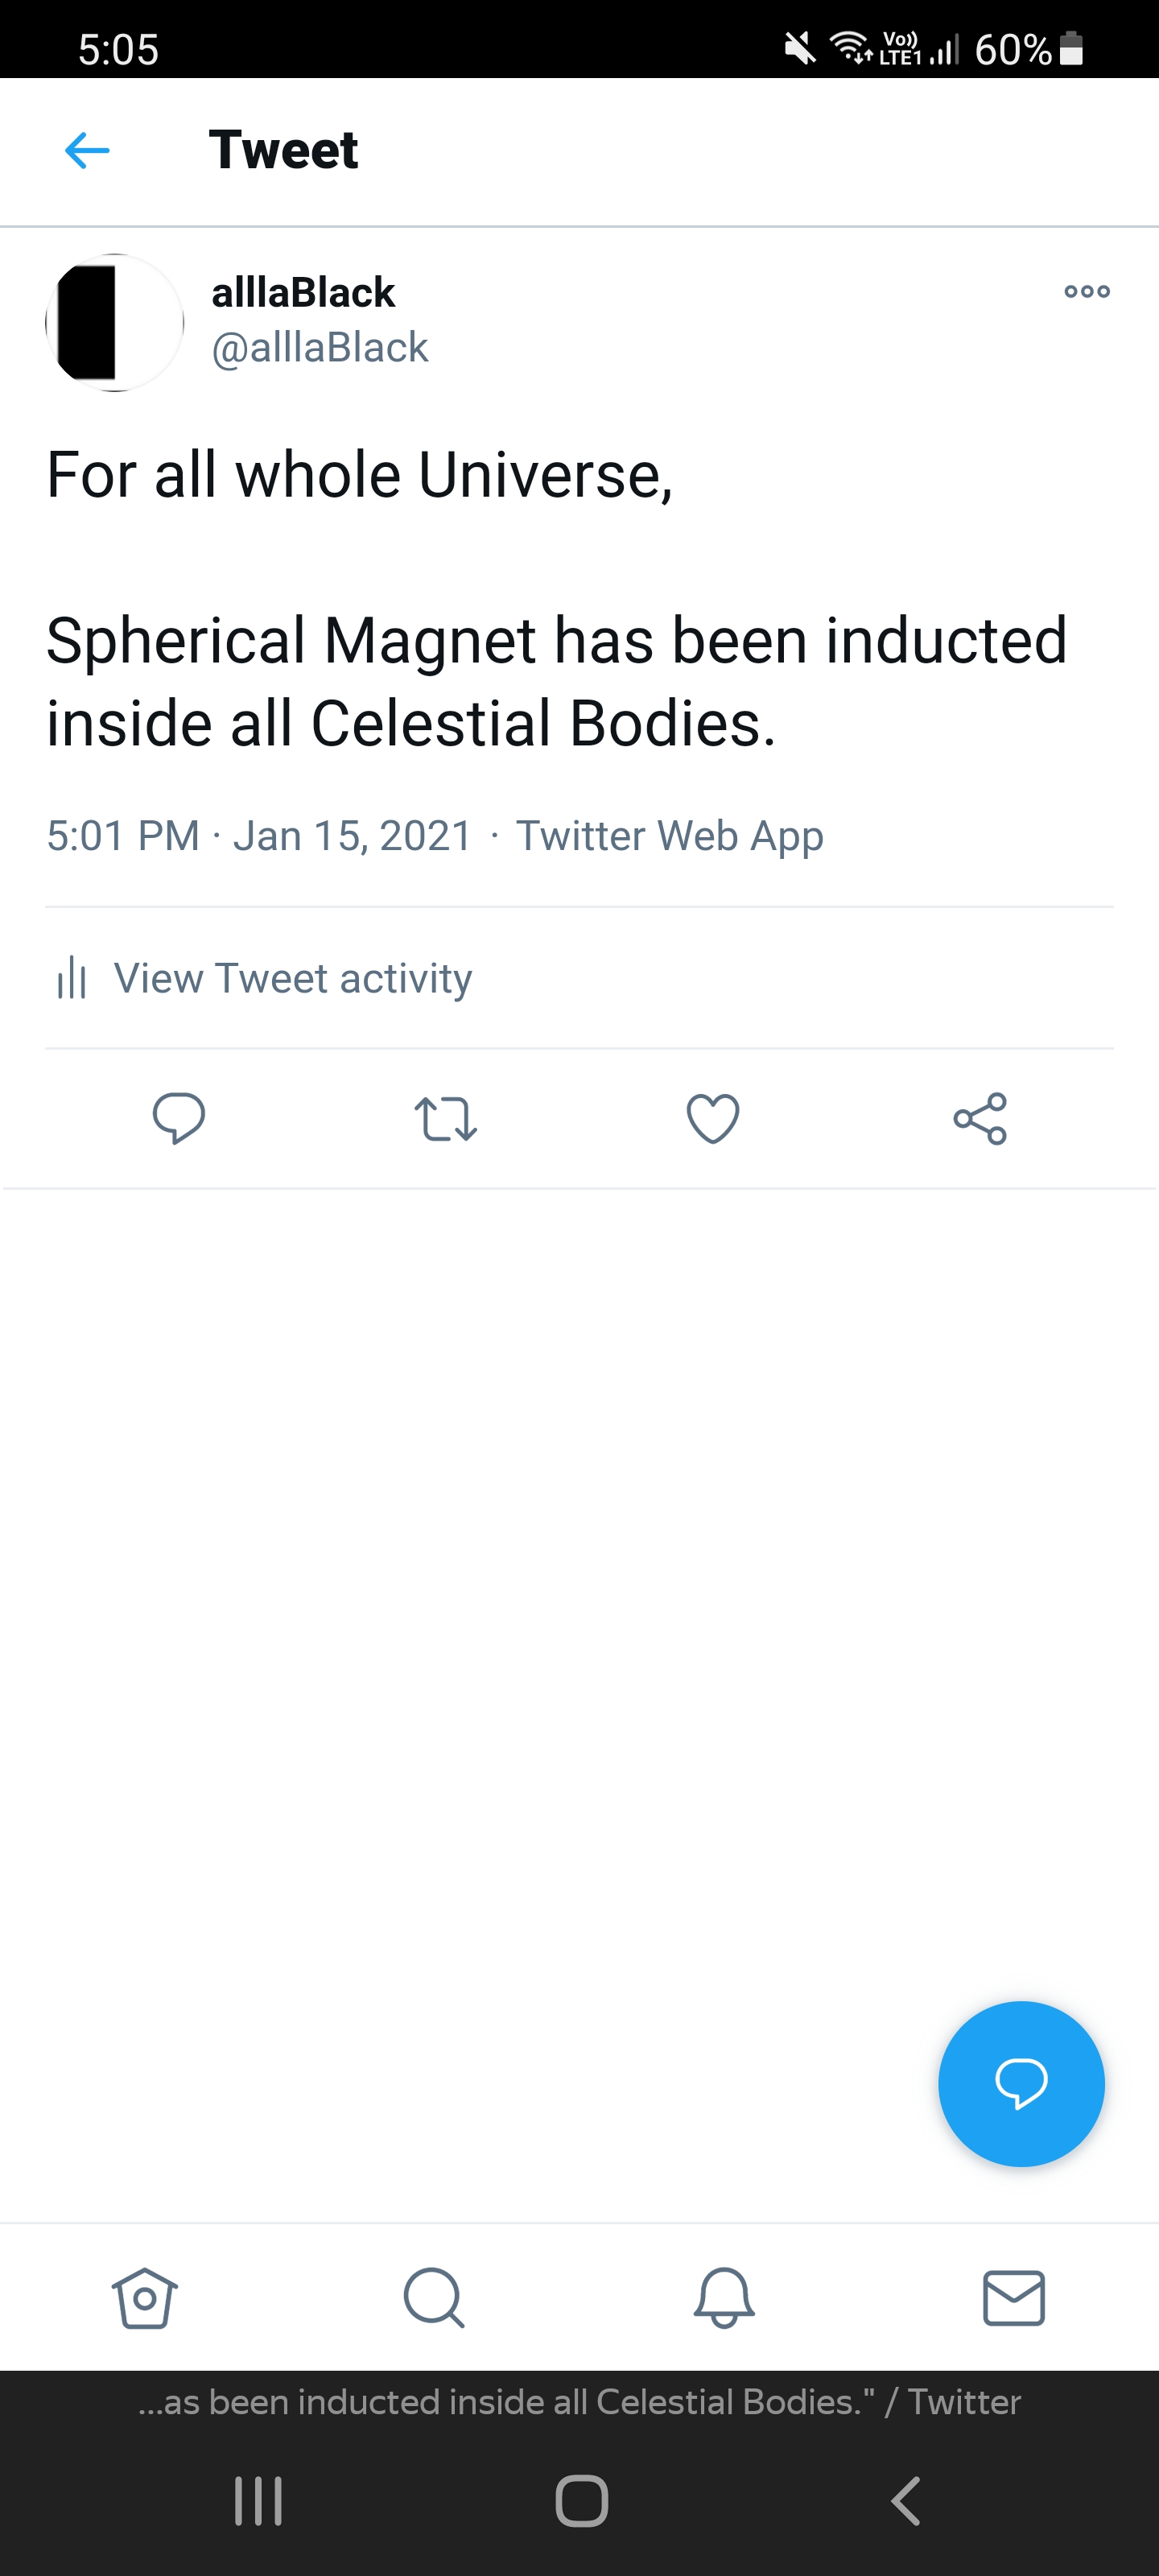 5:05
Vo)) LTE1 60%
Tweet
alllaBlack
@alllaBlack
For all whole Universe,
Spherical Magnet has been inducted
inside all Celestial Bodies.
5:01 PM · Jan 15, 2021 · Twitter Web App
View Tweet activity
...as been inducted inside all Celestial Bodies." / Twitter